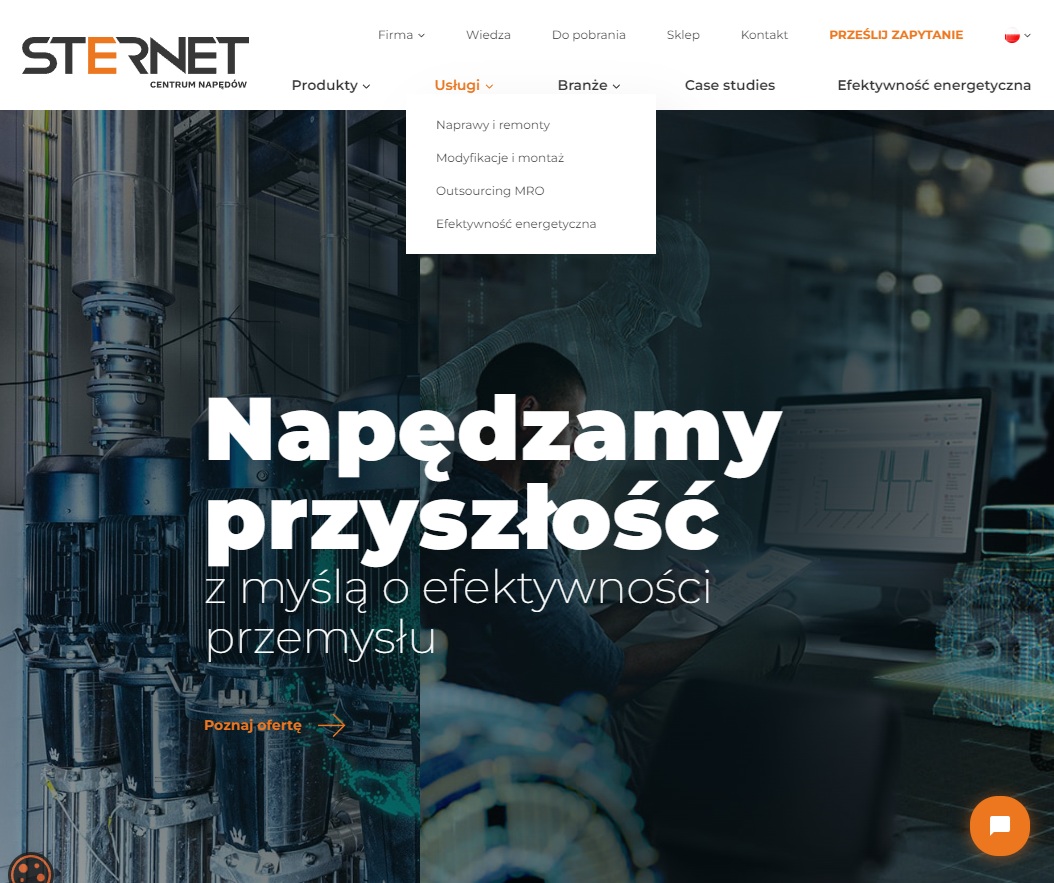 Firma
Wiedza
Do pobrania
Sklep
Kontakt
PRZEŚLIJ ZAPYTANIE
STERNET
CENTRUM NAPĘDÓW
Produkty
Usługi
Branże
Case studies
Efektywność energetyczna
Naprawy i remonty
Modyfikacje i montaż
Outsourcing MRO
Efektywność energetyczna
Napędzamy
przyszłość
z myślą o efektywności
przemysłu
Poznaj ofertę